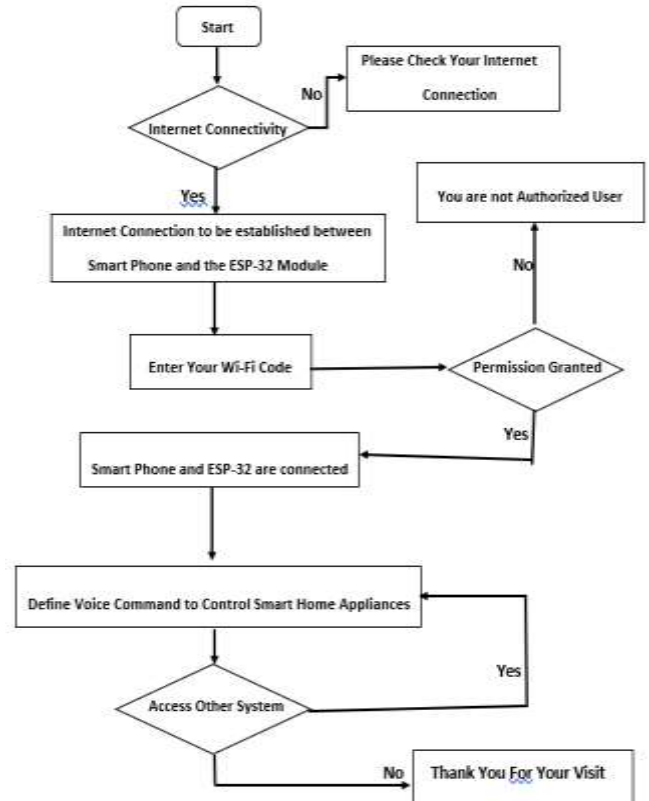 Start
Please Check Your Internet
Connection
No
Internet Connectivity
Yes
You are not Authorized User
Internet Connection to be established between
Smart Phone and the ESP-32 Module
No
Enter Your Wi-Fi Code
Permission Granted
Yes
Smart Phone and ESP-32 are connected
Define Voice Command to Control Smart Home Appliances
Yes
Access Other System
No
Thank You For Your Visit